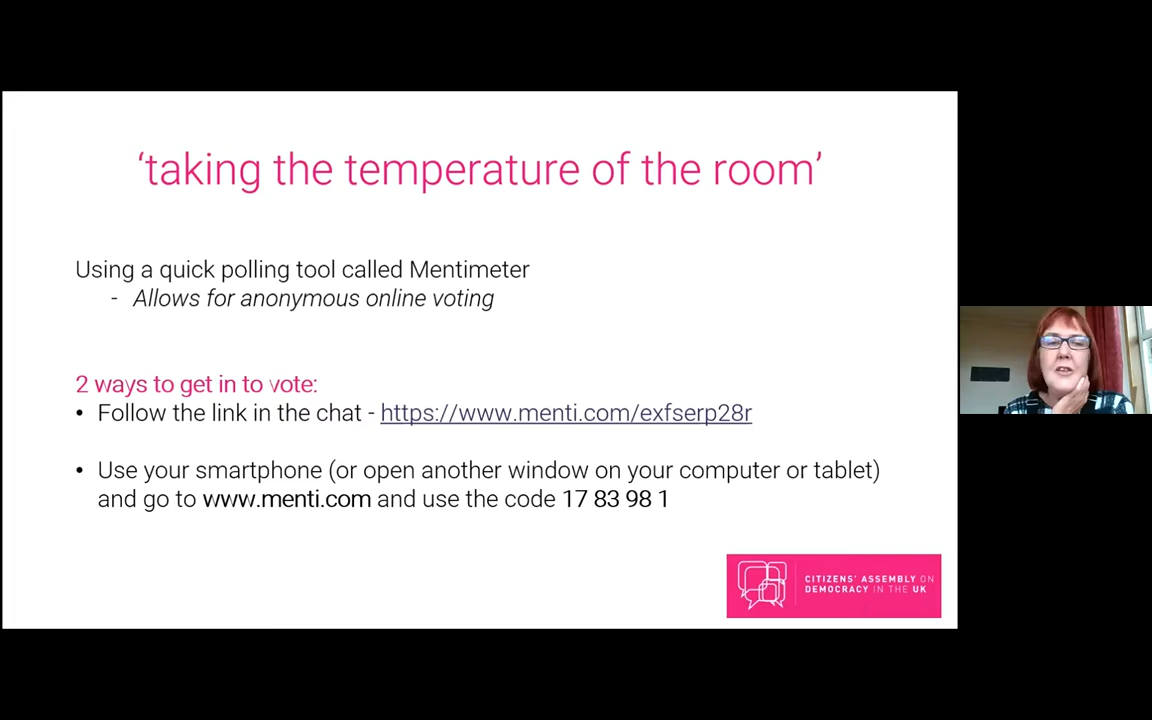 ‘taking the temperature of the room’
Using a quick polling tool called Mentimeter
- Allows for anonymous online voting
2 ways to get in to vote:
• Follow the link in the chat - https://www.menti.com/exfserp28r
• Use your smartphone (or open another window on your computer or tablet)
and go to www.menti.com and use the code 17 83 98 1
CITIZENS’ ASSEMBLY ON
DEMOCRACY IN THE UK